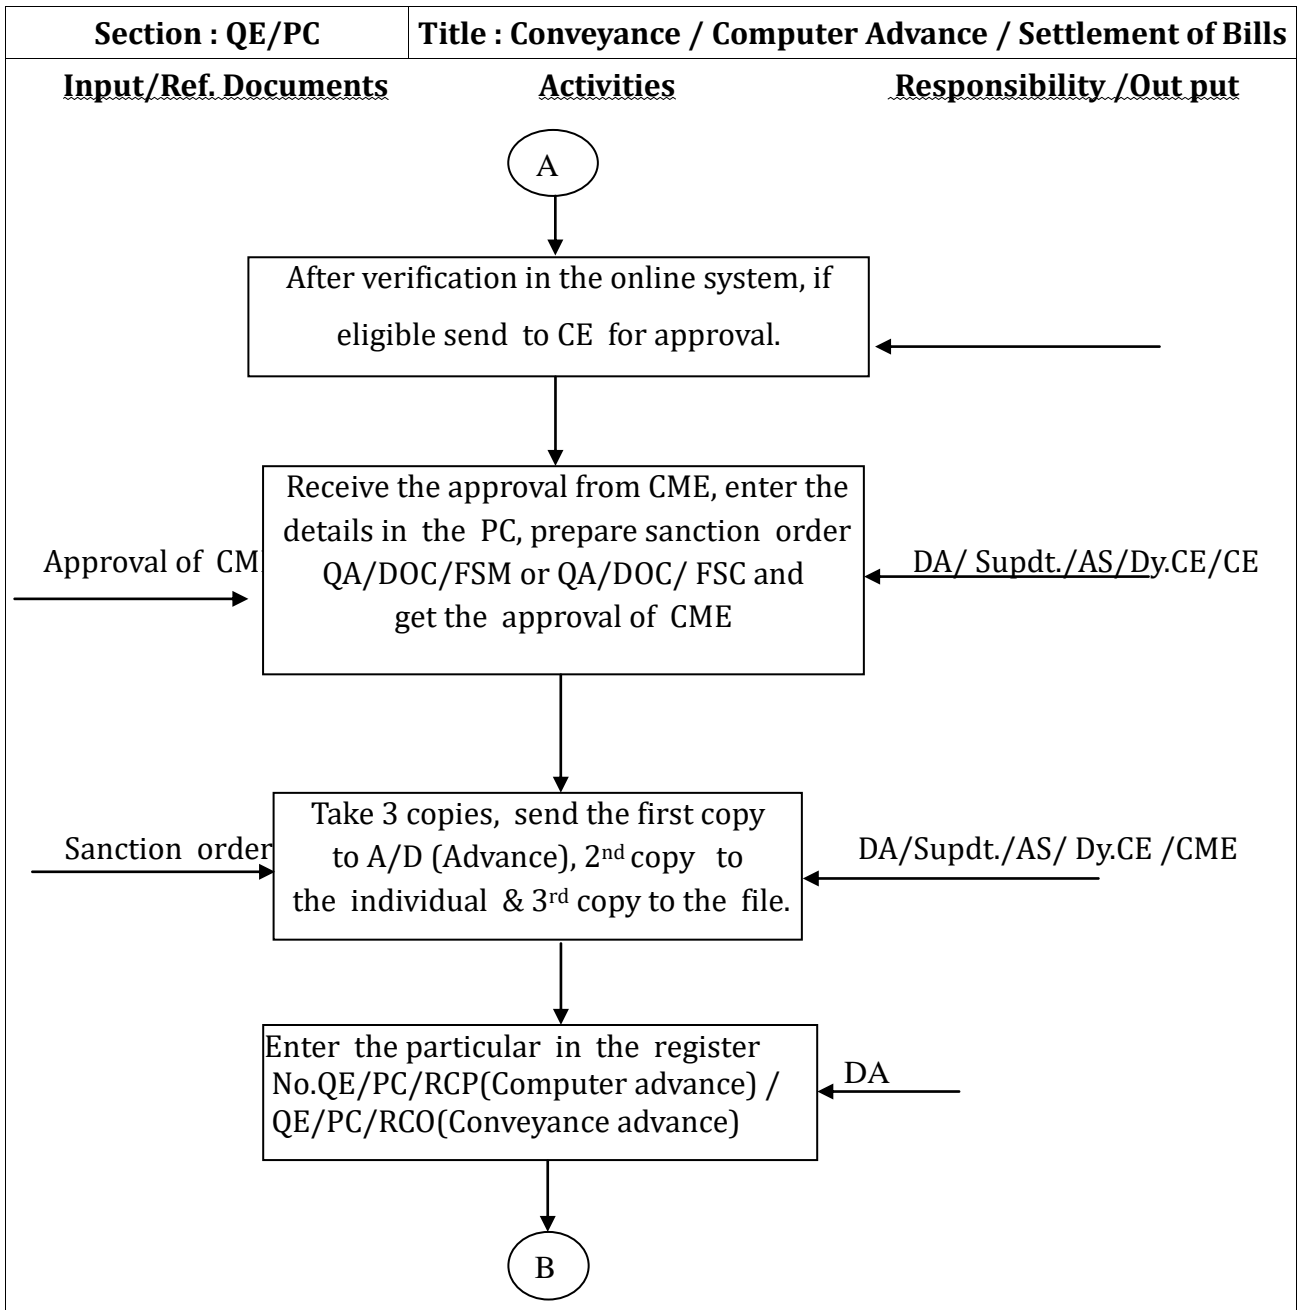 Section : QE/PC
Title : Conveyance / Computer Advance / Settlement of Bills
Input/Ref. Documents
Activities
Responsibility /Out put
A
After verification in the online system, if
eligible send to CE for approval.
Receive the approval from CME, enter the
details in the PC, prepare sanction order
QA/DOC/FSM or QA/DOC/ FSC and
get the approval of CME
Approval of CM
DA/ Supdt./AS/Dy.CE/CE
Take 3 copies, send the first copy
to A/D (Advance), 2nd copy to
the individual & 3rd copy to the file.
Sanction order
DA/Supdt./AS/ Dy.CE /CME
Enter the particular in the register
No.QE/PC/RCP(Computer advance) /
QE/PC/RCO(Conveyance advance)
DA
B